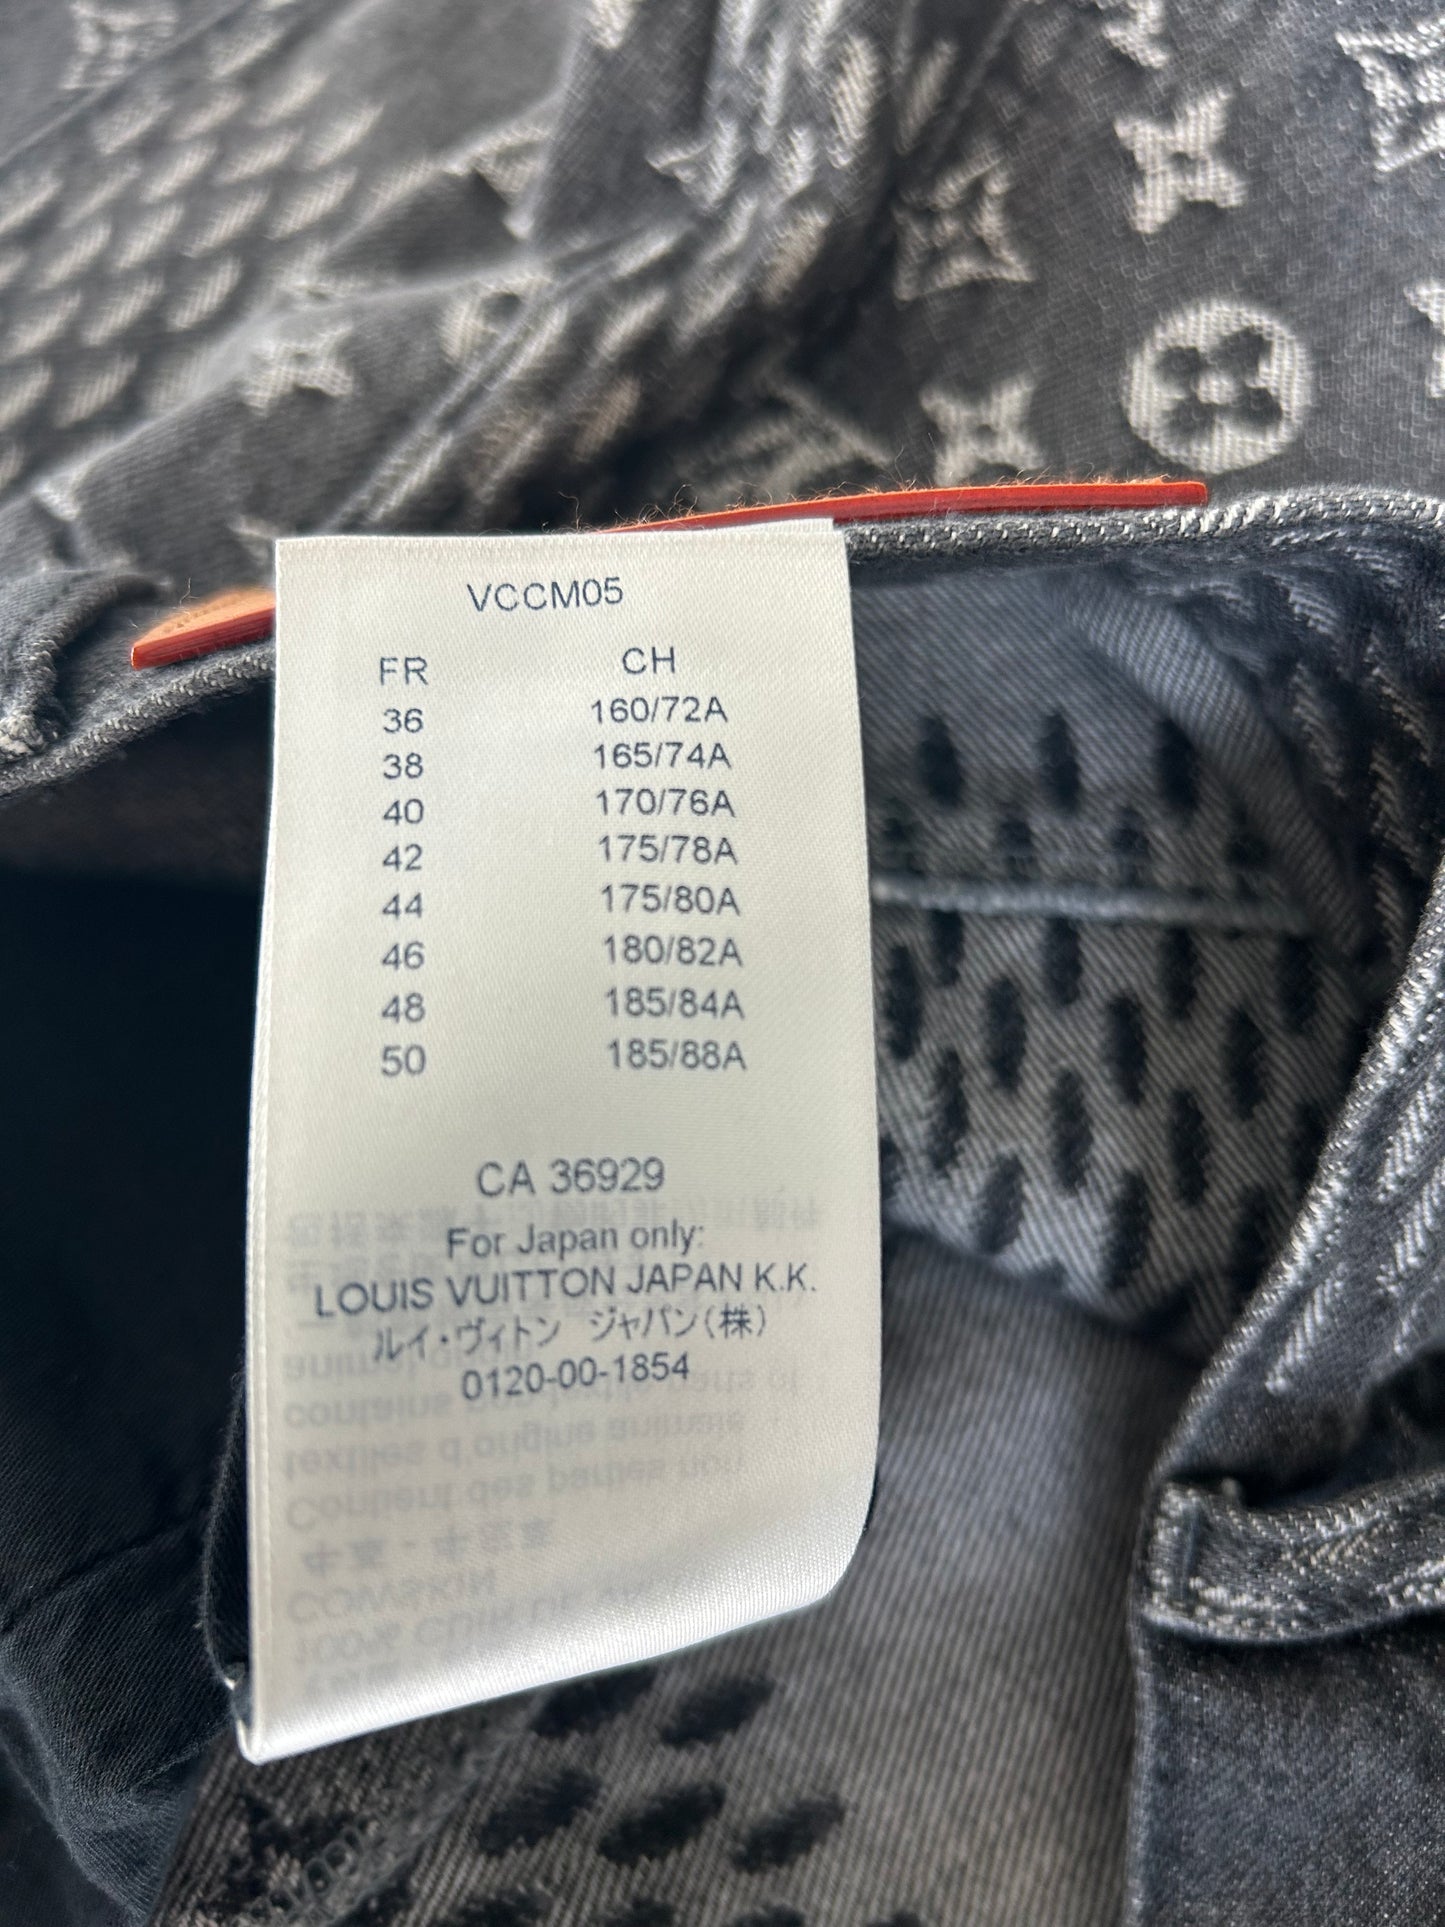 VCCM05
FR CH
36 160/72A
38 165/74A
40 170/76A
42 175/78A
44 175/80A
46 180/82A
48 185/84A
50 185/88A
CA 36929
For Japan only:
LOUIS VUITTON JAPAN K.K.
ルイ・ヴィトン ジャパン(株)
0120-00-1854